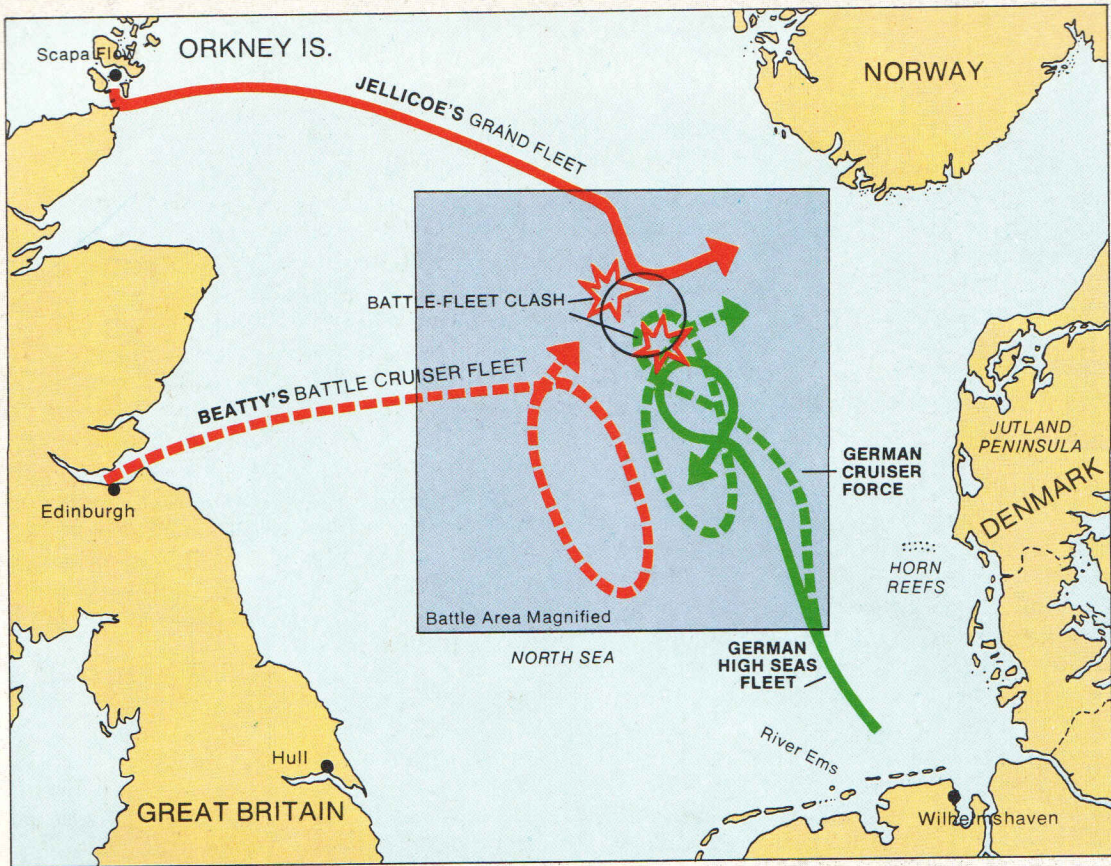 ORKNEY IS.
Scapa Flow
NORWAY
JELLICOE'S GRAND FLEET
BATTLE-FLEET CLASH
BEATTY'S BATTLE CRUISER FLEET
JUTLAND
PENINSULA
GERMAN
CRUISER
FORCE
DENMARK
Edinburgh
HORN
REEFS
Battle Area Magnified
NORTH SEA
GERMAN
HIGH SEAS
FLEET
River Ems
Hull
GREAT BRITAIN
Wilhelmshaven